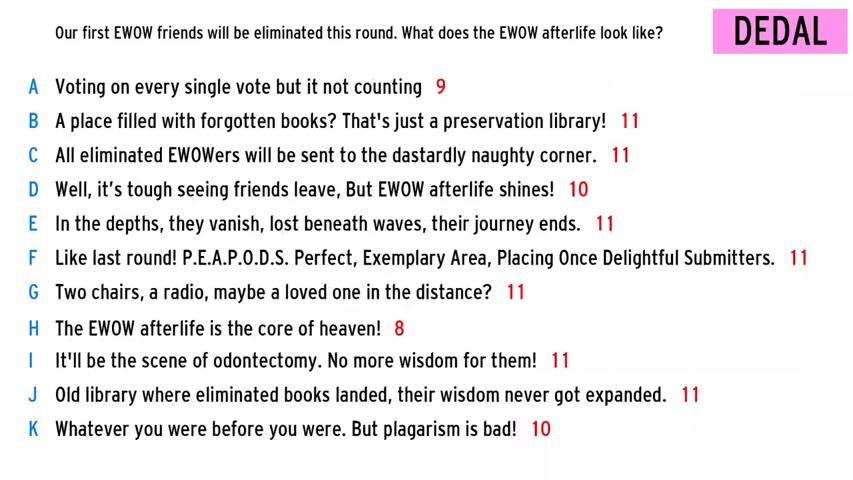 Our first EWOW friends will be eliminated this round. What does the EWOW afterlife look like?
DEDAL
A Voting on every single vote but it not counting 9
B A place filled with forgotten books? That's just a preservation library! 11
C All eliminated EWOWers will be sent to the dastardly naughty corner. 11
D Well, it’s tough seeing friends leave, But EWOW afterlife shines! 10
E In the depths, they vanish, lost beneath waves, their journey ends. 11
F Like last round! P.E.A.P.O.D.S. Perfect, Exemplary Area, Placing Once Delightful Submitters. 11
G Two chairs, a radio, maybe a loved one in the distance? 11
H The EWOW afterlife is the core of heaven! 8
I It'll be the scene of odontectomy. No more wisdom for them! 11
J Old library where eliminated books landed, their wisdom never got expanded. 11
K Whatever you were before you were. But plagarism is bad! 10